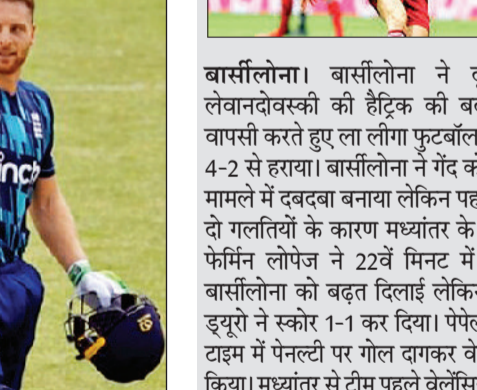 inch
बार्सीलोना। बार्सीलोना ने
लेवानदोवस्की की हैट्रिक की
वापसी करते हुए ला लीगा फुटबॉल
4-2 से हराया। बार्सीलोना ने गेंद
मामले में दबदबा बनाया लेकिन
दो गलतियों के कारण मध्यांतर के
फेर्मिन लोपेज ने 22वें मिनट में
बार्सीलोना को बढ़त दिलाई
ड्यूरो ने स्कोर 1-1 कर दिया।
टाइम में पेनल्टी पर गोल दागकर
किया। मध्यांतर से टीम पहले